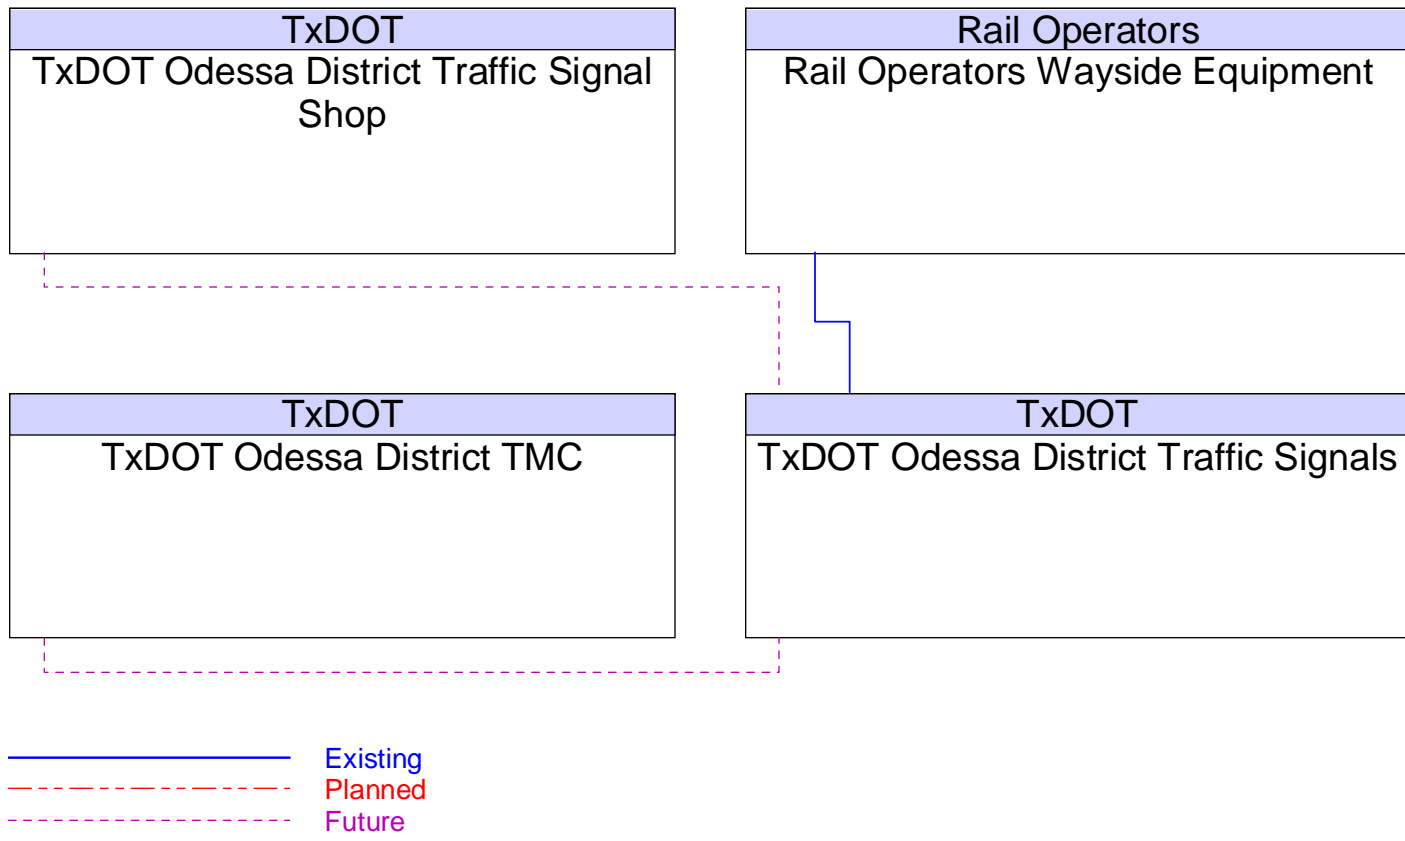 TxDOT
TxDOT Odessa District Traffic Signal
Shop
Rail Operators
Rail Operators Wayside Equipment
TxDOT
TxDOT Odessa District TMC
TxDOT
TxDOT Odessa District Traffic Signals
Existing
Planned
Future